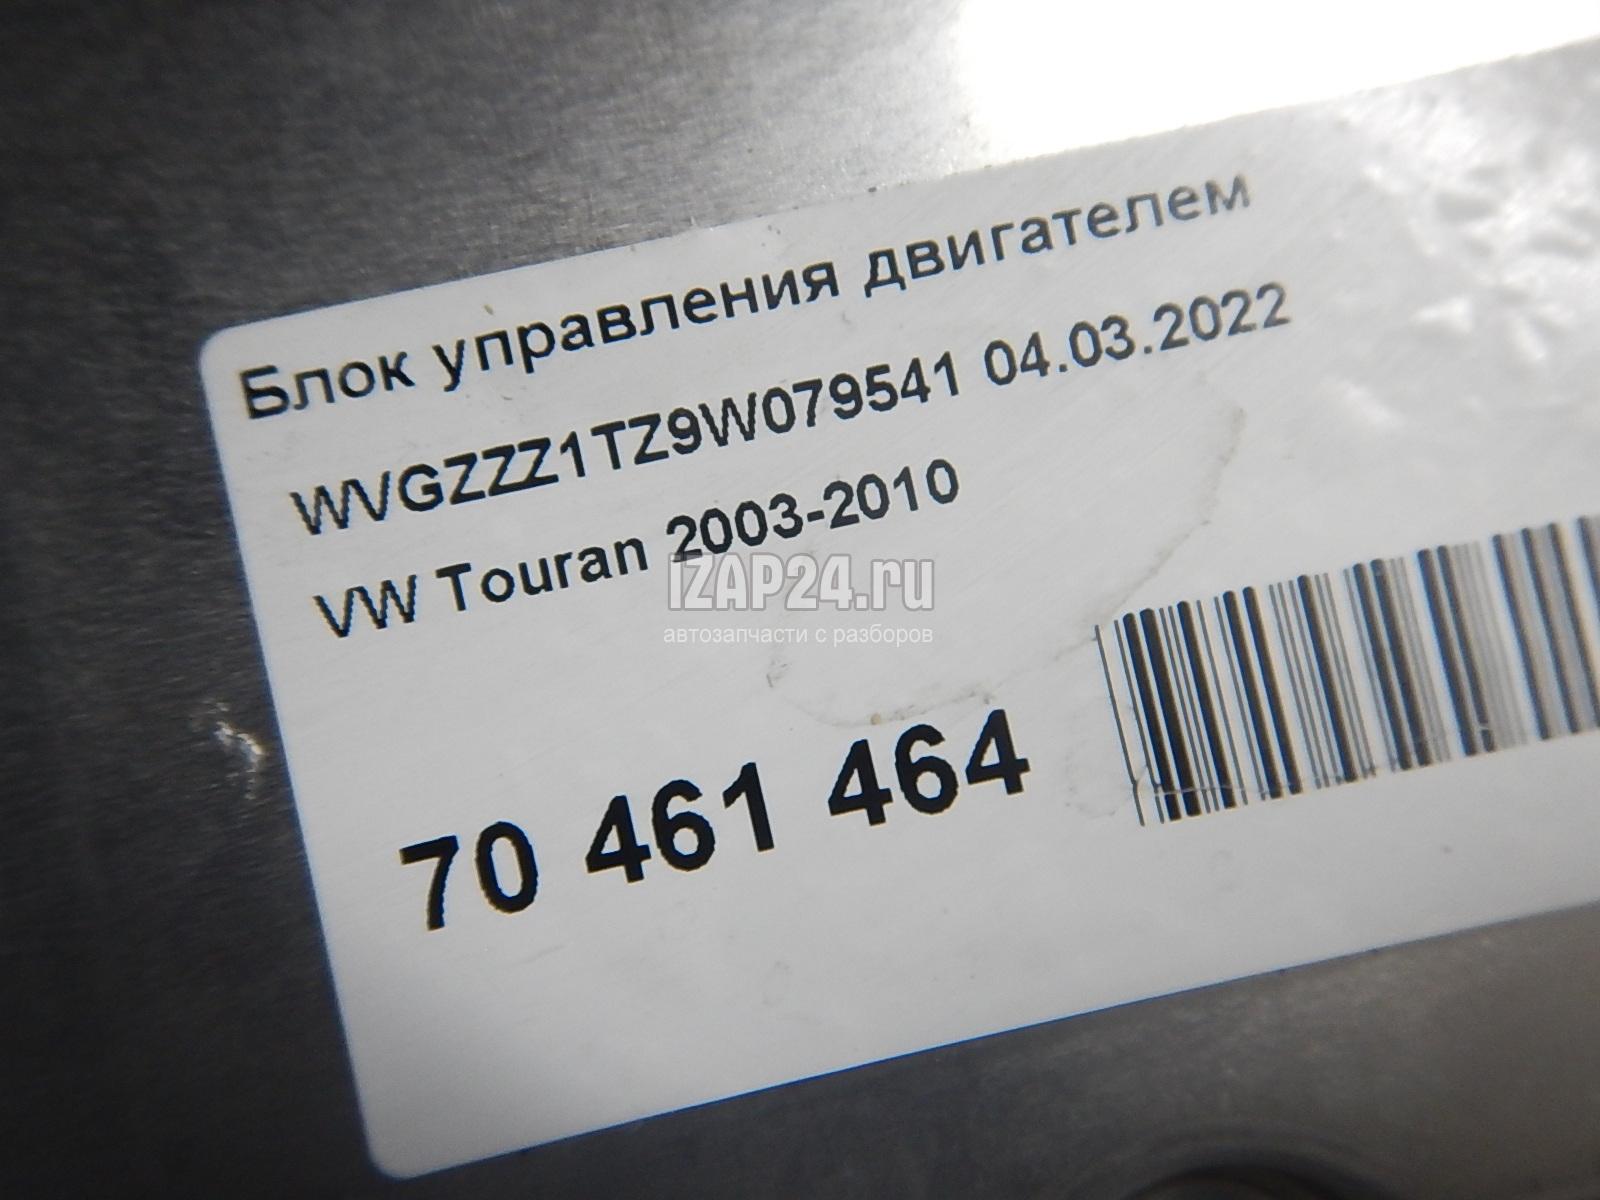 Блок управления двигателем
WVGZZZ1TZ9W079541 04.03.2022
VW Touran 2003-2010
iZAP24.ru
автозапчасти с разборов
70 461 464